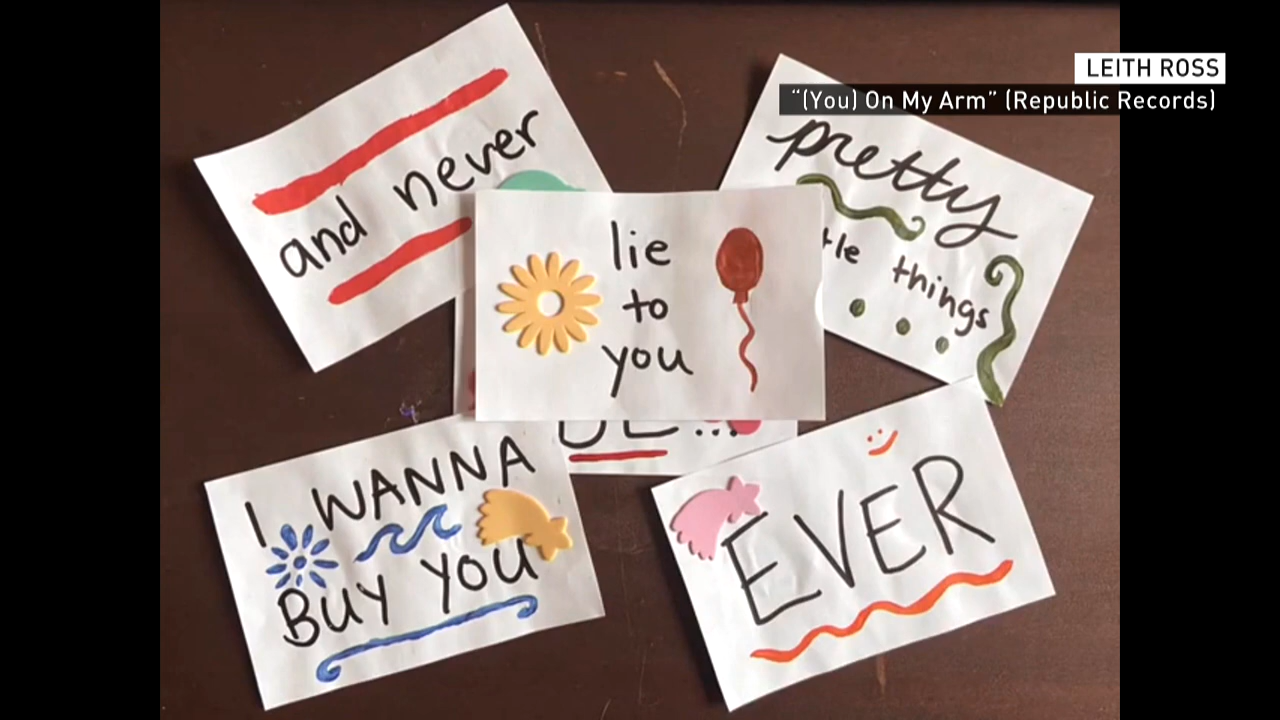 LEITH ROSS
“(You) On My Arm” (Republic Records)
and never
pretty
things
lie
to
you
I WANNA
BUY YOU
EVER